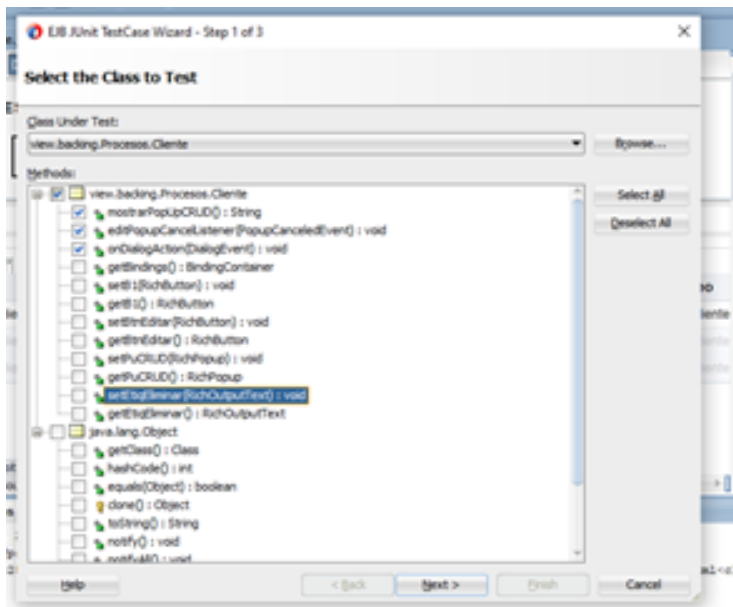 EJB JUnit TestCase Wizard - Step 1 of 3
Select the Class to Test
Class Under Test:
view.backing.Procesos.Cliente
Browse...
Methods:
view.backing.Procesos.Cliente
Select All
mostrarPopUpCRUD() : String
editPopupCancelListener(PopupCanceledEvent) : void
Deselect All
onDialogAction(DialogEvent) : void
getBindings() : BindingContainer
setB1(RichButton) : void
getB1() : RichButton
setBtnEditar(RichButton) : void
getBtnEditar() : RichButton
setPuCRUD(RichPopup) : void
getPuCRUD() : RichPopup
setEtiqEliminar(RichOutputText) : void
getEtiqEliminar() : RichOutputText
java.lang.Object
getClass() : Class
hashCode() : int
equals(Object) : boolean
clone() : Object
toString() : String
notify() : void
notifyAll() : void
Help
< Back
Next >
Finish
Cancel